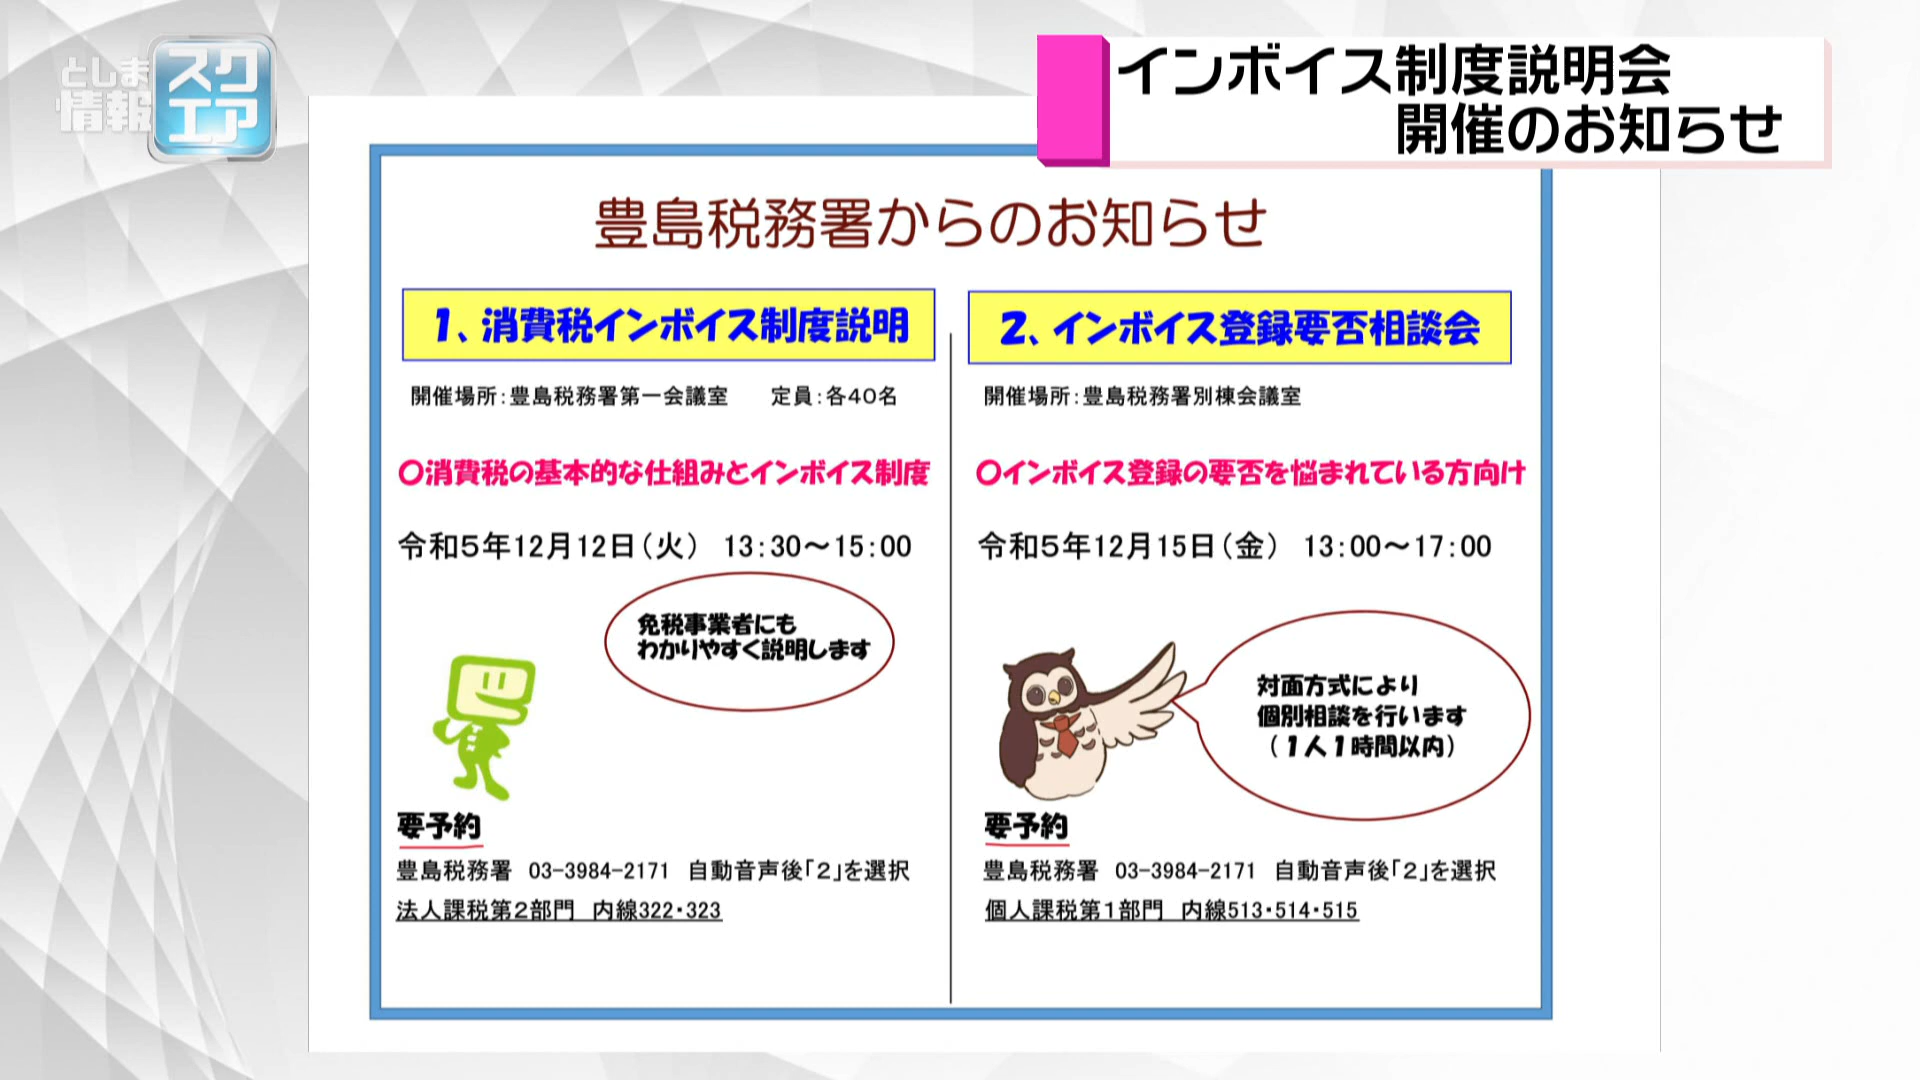 としま
情報
スク
エア
インボイス制度説明会
開催のお知らせ
豊島税務署からのお知らせ
1、消費税インボイス制度説明
開催場所：豊島税務署第一会議室　定員：各40名
〇消費税の基本的な仕組みとインボイス制度
令和5年12月12日（火）　13：30～15：00
免税事業者にも
わかりやすく説明します
要予約
豊島税務署　03-3984-2171　自動音声後「2」を選択
法人課税第2部門　内線322・323
2、インボイス登録要否相談会
開催場所：豊島税務署別棟会議室
〇インボイス登録の要否を悩まれている方向け
令和5年12月15日（金）　13：00～17：00
対面方式により
個別相談を行います
（1人1時間以内）
要予約
豊島税務署　03-3984-2171　自動音声後「2」を選択
個人課税第1部門　内線513・514・515